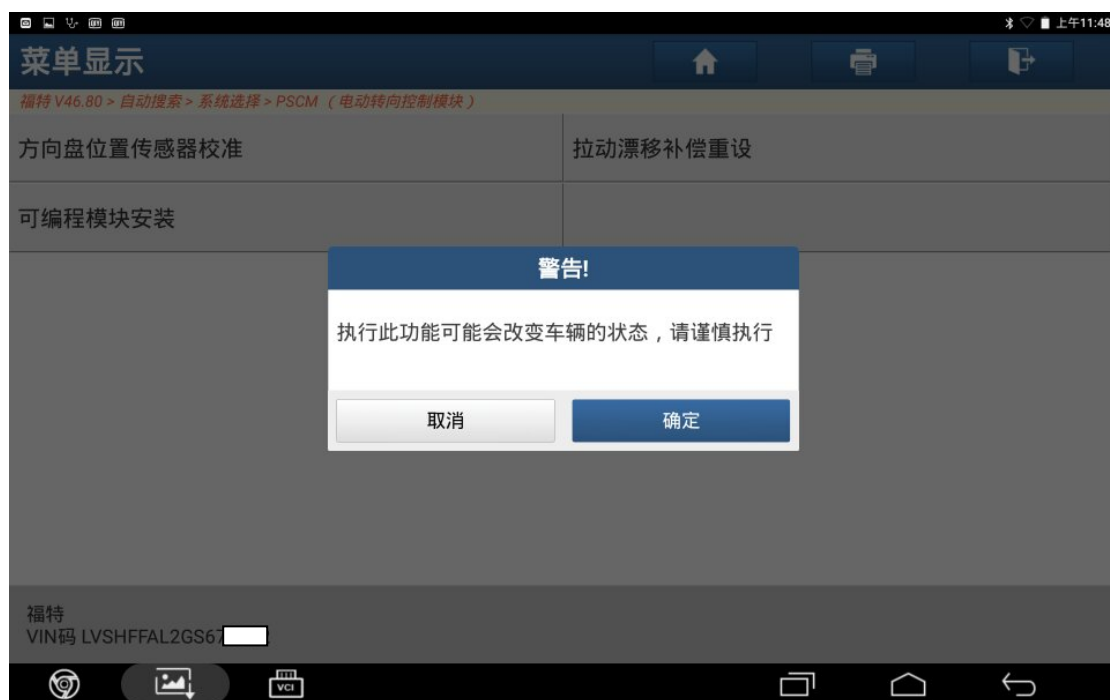 上午11:48
菜单显示
福特 V46.80 > 自动搜索 > 系统选择 > PSCM （电动转向控制模块）
方向盘位置传感器校准
拉动漂移补偿重设
可编程模块安装
警告!
执行此功能可能会改变车辆的状态，请谨慎执行
取消
确定
福特
VIN码 LVSHFFAL2GS67
VCI